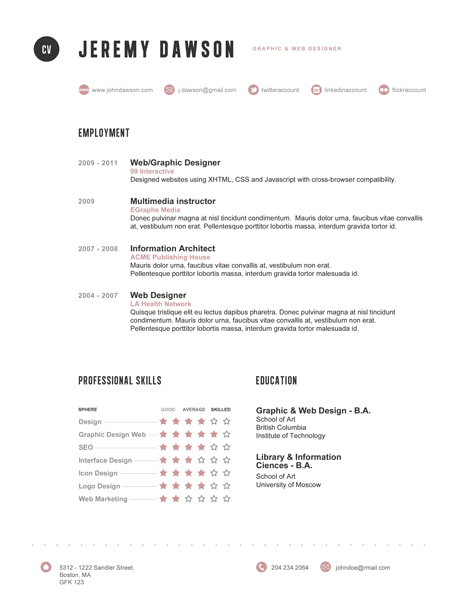 CV
JEREMY DAWSON
GRAPHIC & WEB DESIGNER
www www.johndawson.com
j.dawson@gmail.com
twitteraccount
in linkedinaccount
flickraccount
EMPLOYMENT
2009 - 2011 Web/Graphic Designer
99 Interactive
Designed websites using XHTML, CSS and Javascript with cross-browser compatibility.
2009 Multimedia instructor
EGraphs Media
Donec pulvinar magna at nisl tincidunt condimentum. Mauris dolor urna, faucibus vitae convallis
at, vestibulum non erat. Pellentesque porttitor lobortis massa, interdum gravida tortor id.
2007 - 2008 Information Architect
ACME Publishing House
Mauris dolor urna, faucibus vitae convallis at, vestibulum non erat.
Pellentesque porttitor lobortis massa, interdum gravida tortor malesuada id.
2004 - 2007 Web Designer
LA Health Network
Quisque tristique elit eu lectus dapibus pharetra. Donec pulvinar magna at nisl tincidunt
condimentum. Mauris dolor urna, faucibus vitae convallis at, vestibulum non erat.
Pellentesque porttitor lobortis massa, interdum gravida tortor malesuada id.
PROFESSIONAL SKILLS
SPHERE GOOD AVERAGE SKILLED
Design
Graphic Design Web
SEO
Interface Design
Icon Design
Logo Design
Web Marketing
EDUCATION
Graphic & Web Design - B.A.
School of Art
British Columbia
Institute of Technology
Library & Information
Ciences - B.A.
School of Art
University of Moscow
5312 - 1222 Sandler Street,
Boston, MA
GFK 123
204.234.2064
johndoe@rmail.com